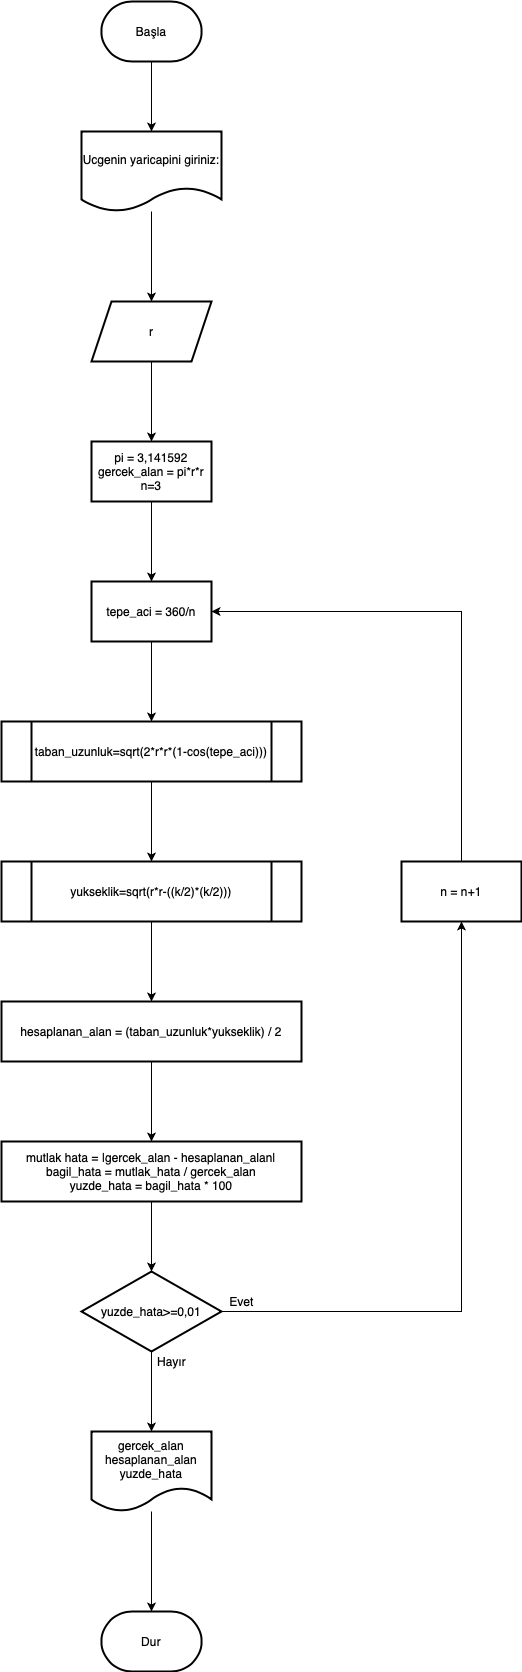 Başla
Ucgenin yaricapini giriniz:
r
pi = 3,141592
gercek_alan = pi*r*r
n=3
tepe_aci = 360/n
taban_uzunluk=sqrt(2*r*r*(1-cos(tepe_aci)))
yukseklik=sqrt(r*r-((k/2)*(k/2)))
n = n+1
hesaplanan_alan = (taban_uzunluk*yukseklik) / 2
mutlak hata = lgercek_alan - hesaplanan_alanl
bagil_hata = mutlak_hata / gercek_alan
yuzde_hata = bagil_hata * 100
yuzde_hata>=0,01
Evet
Hayır
gercek_alan
hesaplanan_alan
yuzde_hata
Dur